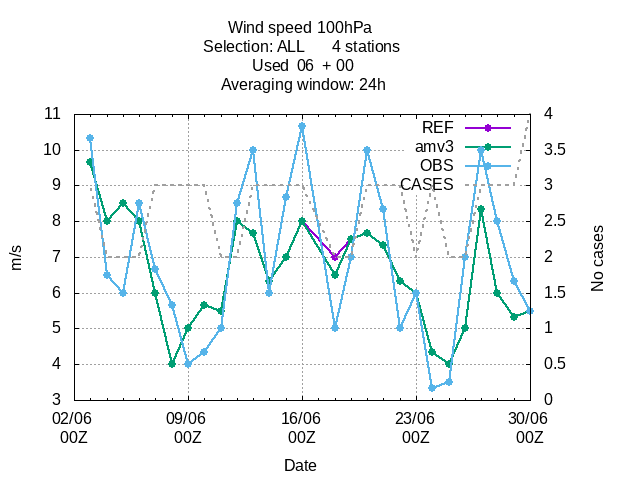 Wind speed 100hPa
Selection: ALL      4 stations
Used  06  + 00
Averaging window: 24h
11 4
REF
10 3.5
amv3
OBS
9 CASES 3
8 2.5
7 2
6 1.5
5 1
4 0.5
3 0
m/s
No cases
02/06 09/06 16/06 23/06 30/06
00Z 00Z 00Z 00Z 00Z
Date